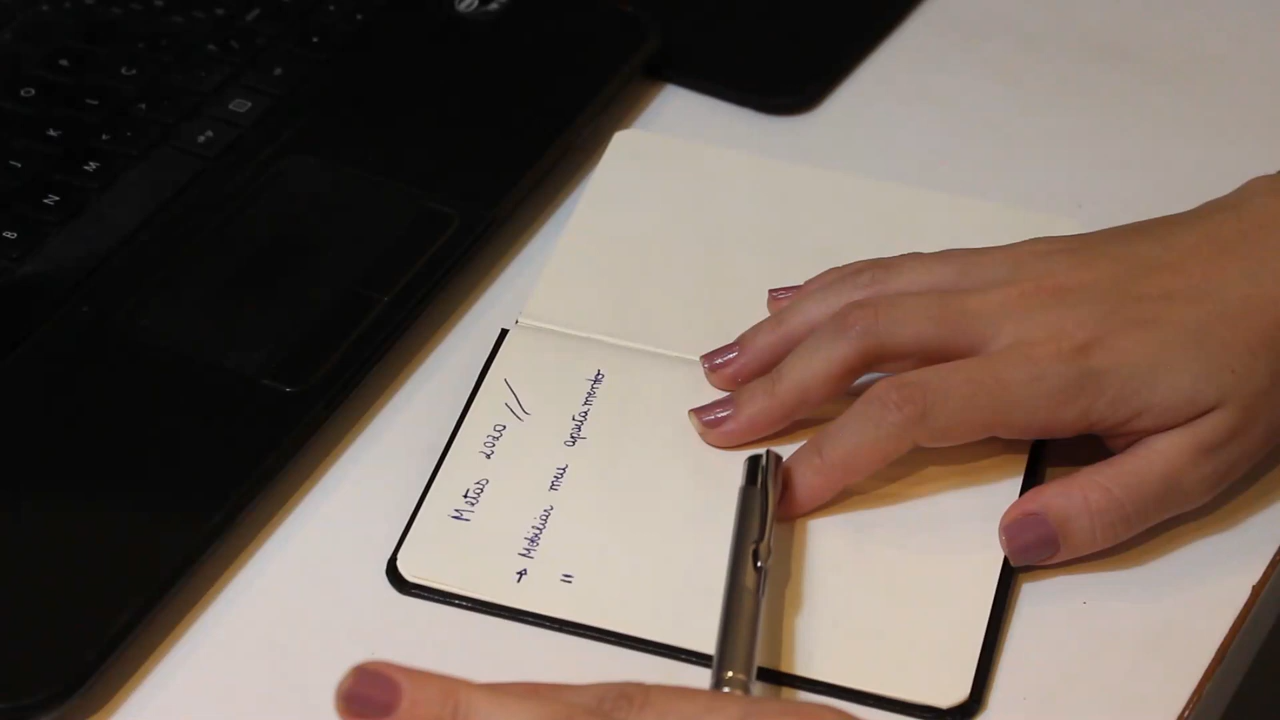 Metas 2020 //
→ Mobiliar meu apartamento
"
O
P
Ç
K
I
J
M
N
B